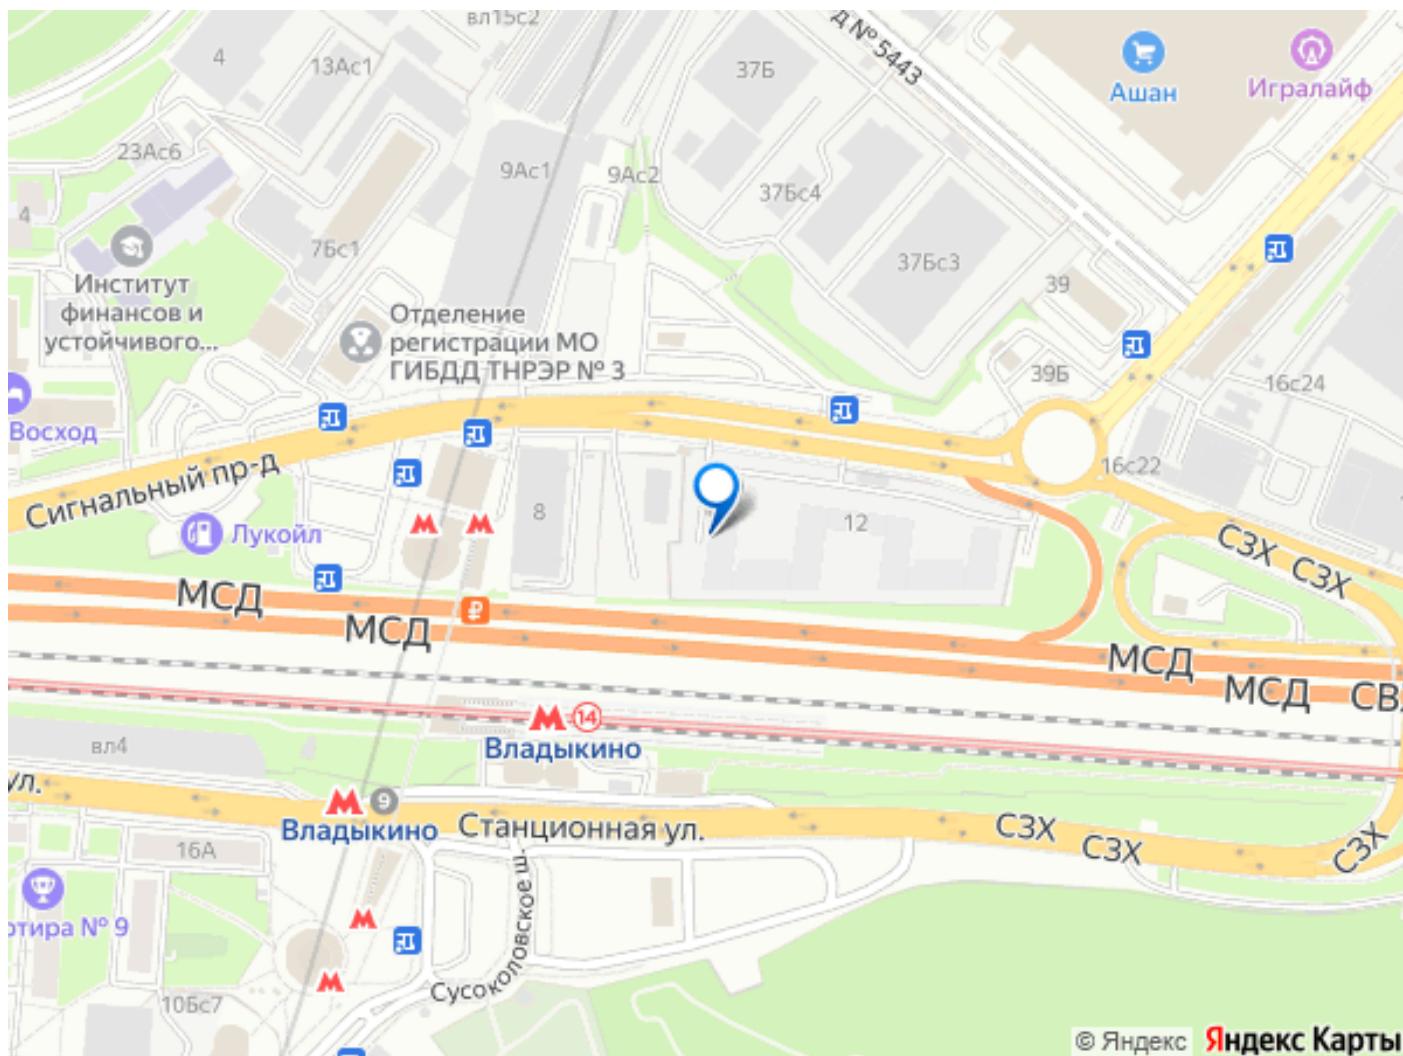 вл15с2
4
13Ас1
37Б
д № 5443
Ашан
Игралайф
23Ас6
9Ас1
9Ас2
37Бс4
4
7Бс1
37Бс3
39
Институт
финансов и
устойчивого...
Отделение
регистрации МО
ГИБДД ТНРЭР № 3
39Б
16с24
Восход
Сигнальный пр-д
16с22
Лукойл
8
12
СЗХ СЗХ
МСД
МСД
МСД
МСД
СВ
14
Владыкино
вл4
ул.
9
Владыкино
Станционная ул.
СЗХ
СЗХ
СЗХ
16А
ртира № 9
Сусоколовское ш.
10Бс7
© Яндекс Яндекс Карты